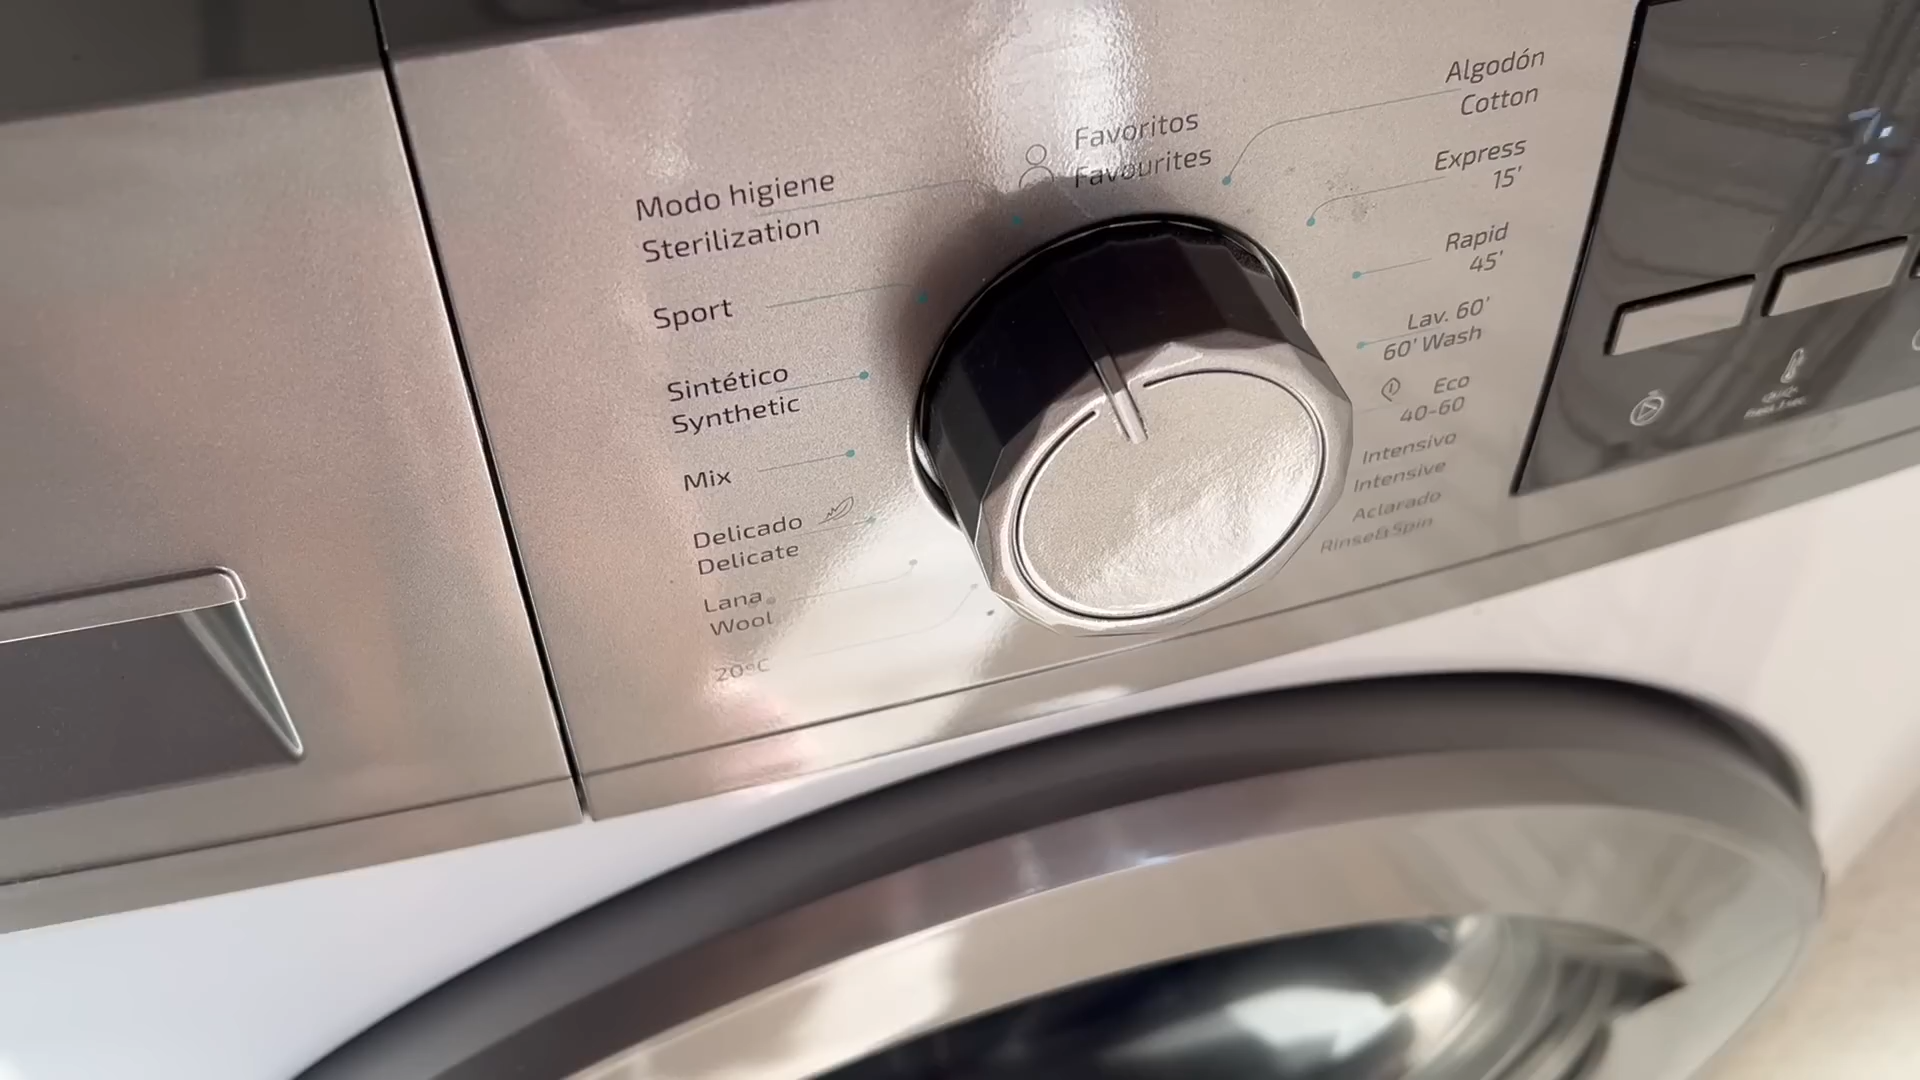 Favoritos
Favourites
Modo higiene
Sterilization
Sport
Sintético
Synthetic
Mix
Delicado
Delicate
Lana
Wool
20°C
Algodón
Cotton
Express
15'
Rapid
45'
Lav. 60'
60' Wash
Eco
40-60
Intensivo
Intensive
Aclarado
Rinse&Spin